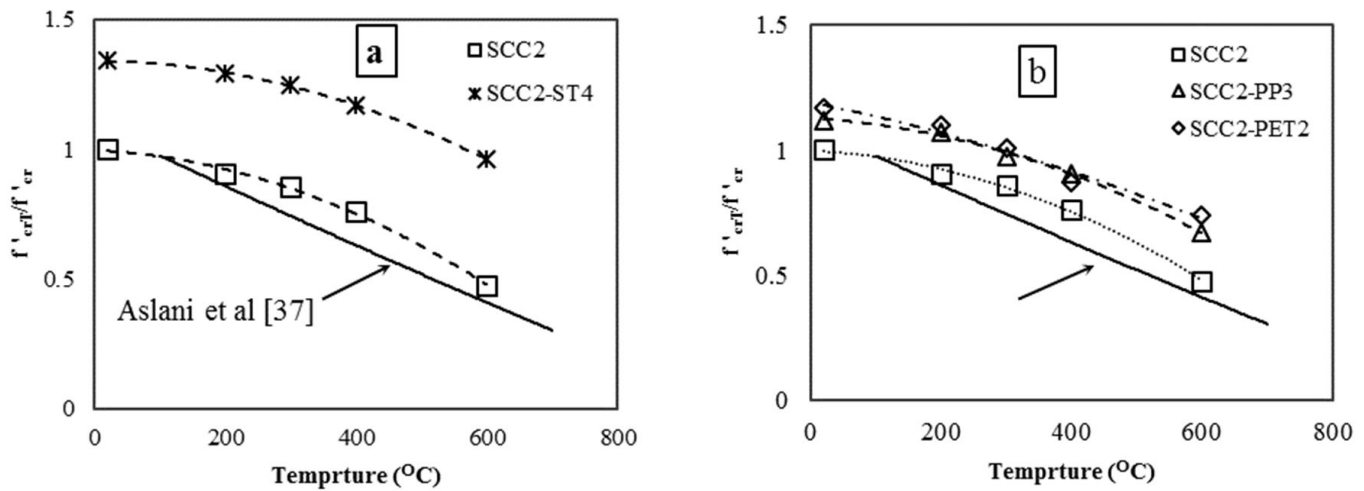 1.5
a
SCC2
SCC2-ST4
1
f 'crT/f 'cr
0.5
Aslani et al [37]
0
0 200 400 600 800
Temprture (OC)
1.5
b
SCC2
SCC2-PP3
SCC2-PET2
1
f 'crT/f 'cr
0.5
0
0 200 400 600 800
Temprture (OC)